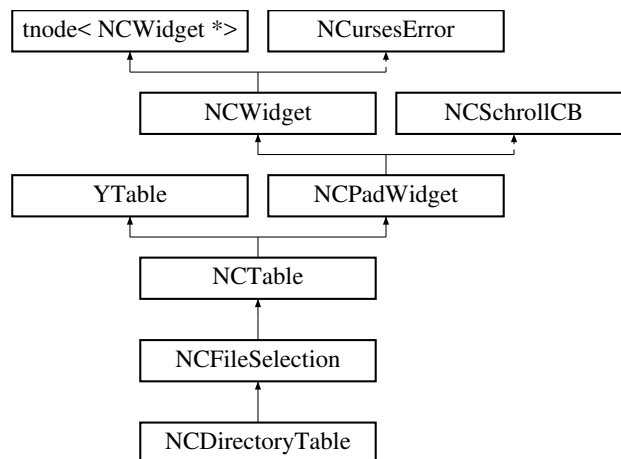 tnode< NCWidget *>
NCursesError
NCWidget
NCSchrollCB
YTable
NCPadWidget
NCTable
NCFileSelection
NCDirectoryTable